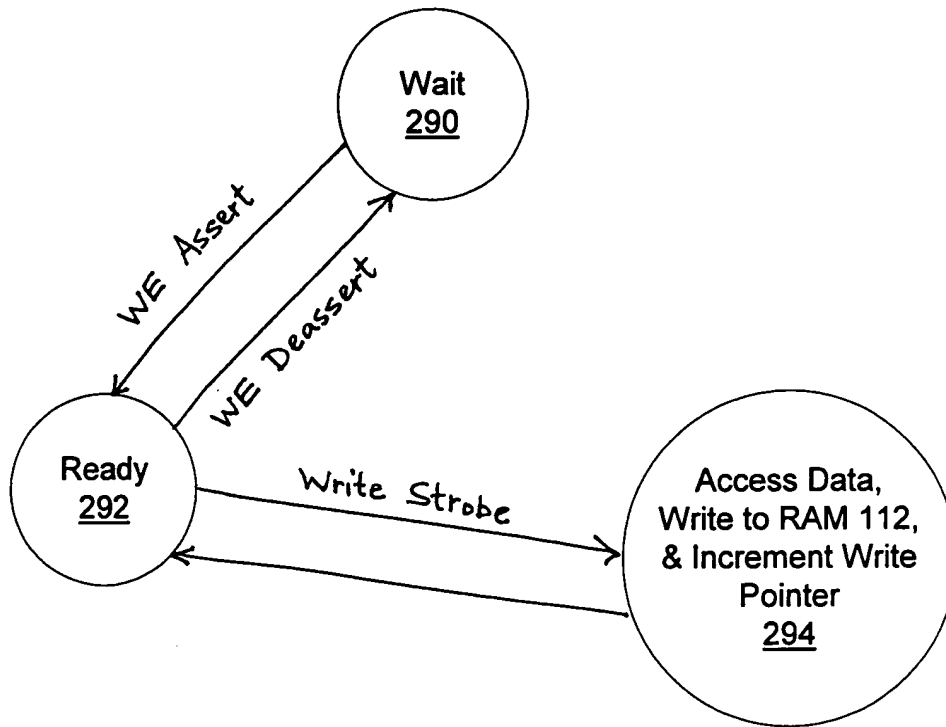 Wait
290
WE Assert
WE Deassert
Ready
292
Write Strobe
Access Data,
Write to RAM 112,
& Increment Write
Pointer
294